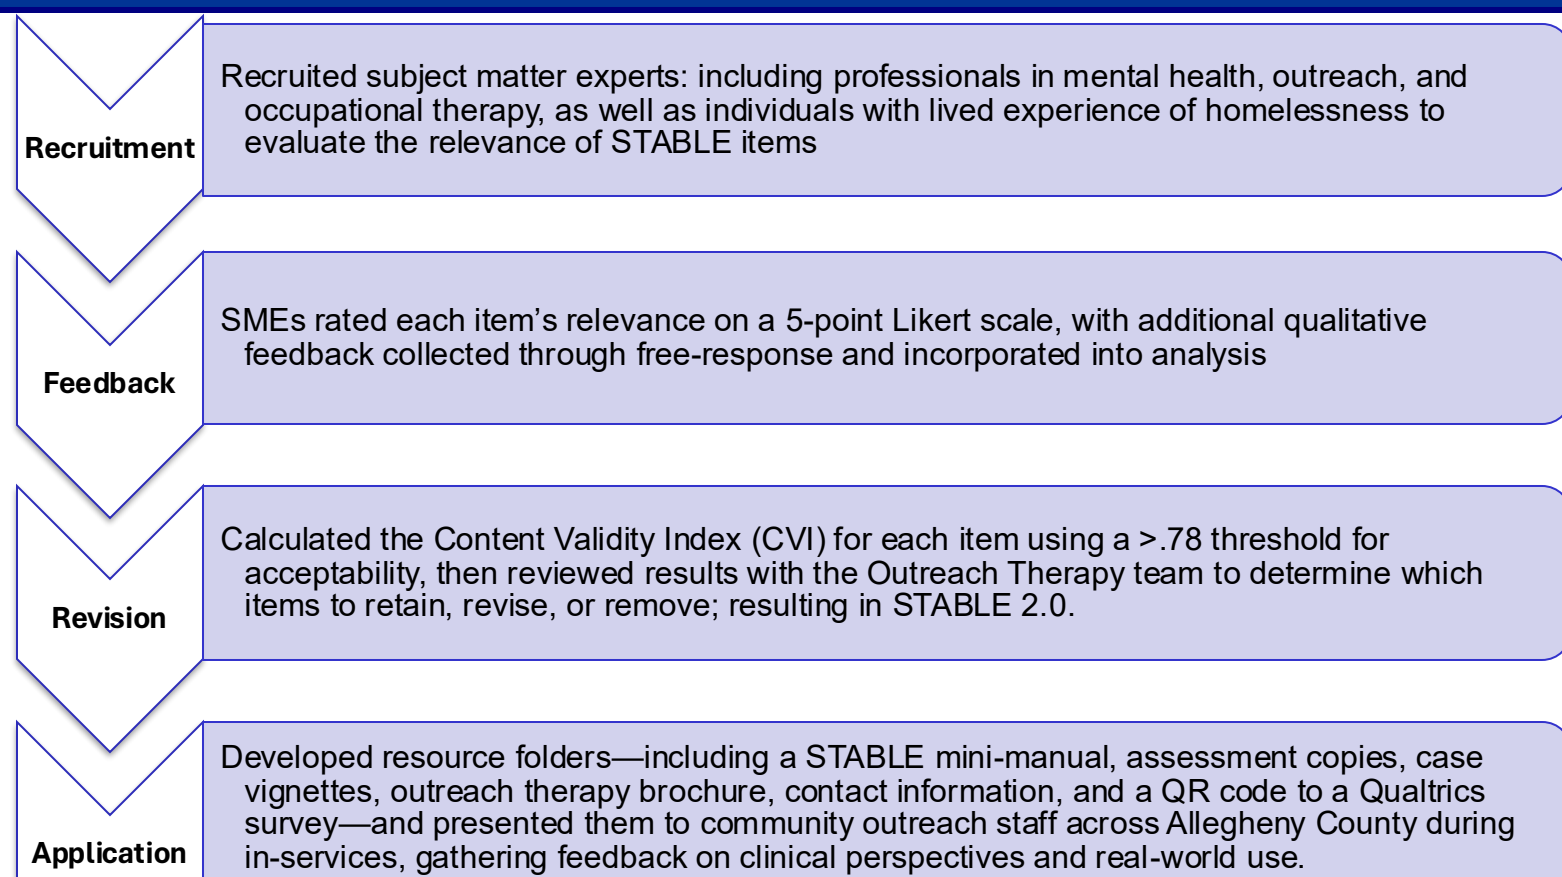 Recruitment
Recruited subject matter experts: including professionals in mental health, outreach, and
occupational therapy, as well as individuals with lived experience of homelessness to
evaluate the relevance of STABLE items
Feedback
SMEs rated each item’s relevance on a 5-point Likert scale, with additional qualitative
feedback collected through free-response and incorporated into analysis
Revision
Calculated the Content Validity Index (CVI) for each item using a >.78 threshold for
acceptability, then reviewed results with the Outreach Therapy team to determine which
items to retain, revise, or remove; resulting in STABLE 2.0.
Application
Developed resource folders—including a STABLE mini-manual, assessment copies, case
vignettes, outreach therapy brochure, contact information, and a QR code to a Qualtrics
survey—and presented them to community outreach staff across Allegheny County during
in-services, gathering feedback on clinical perspectives and real-world use.